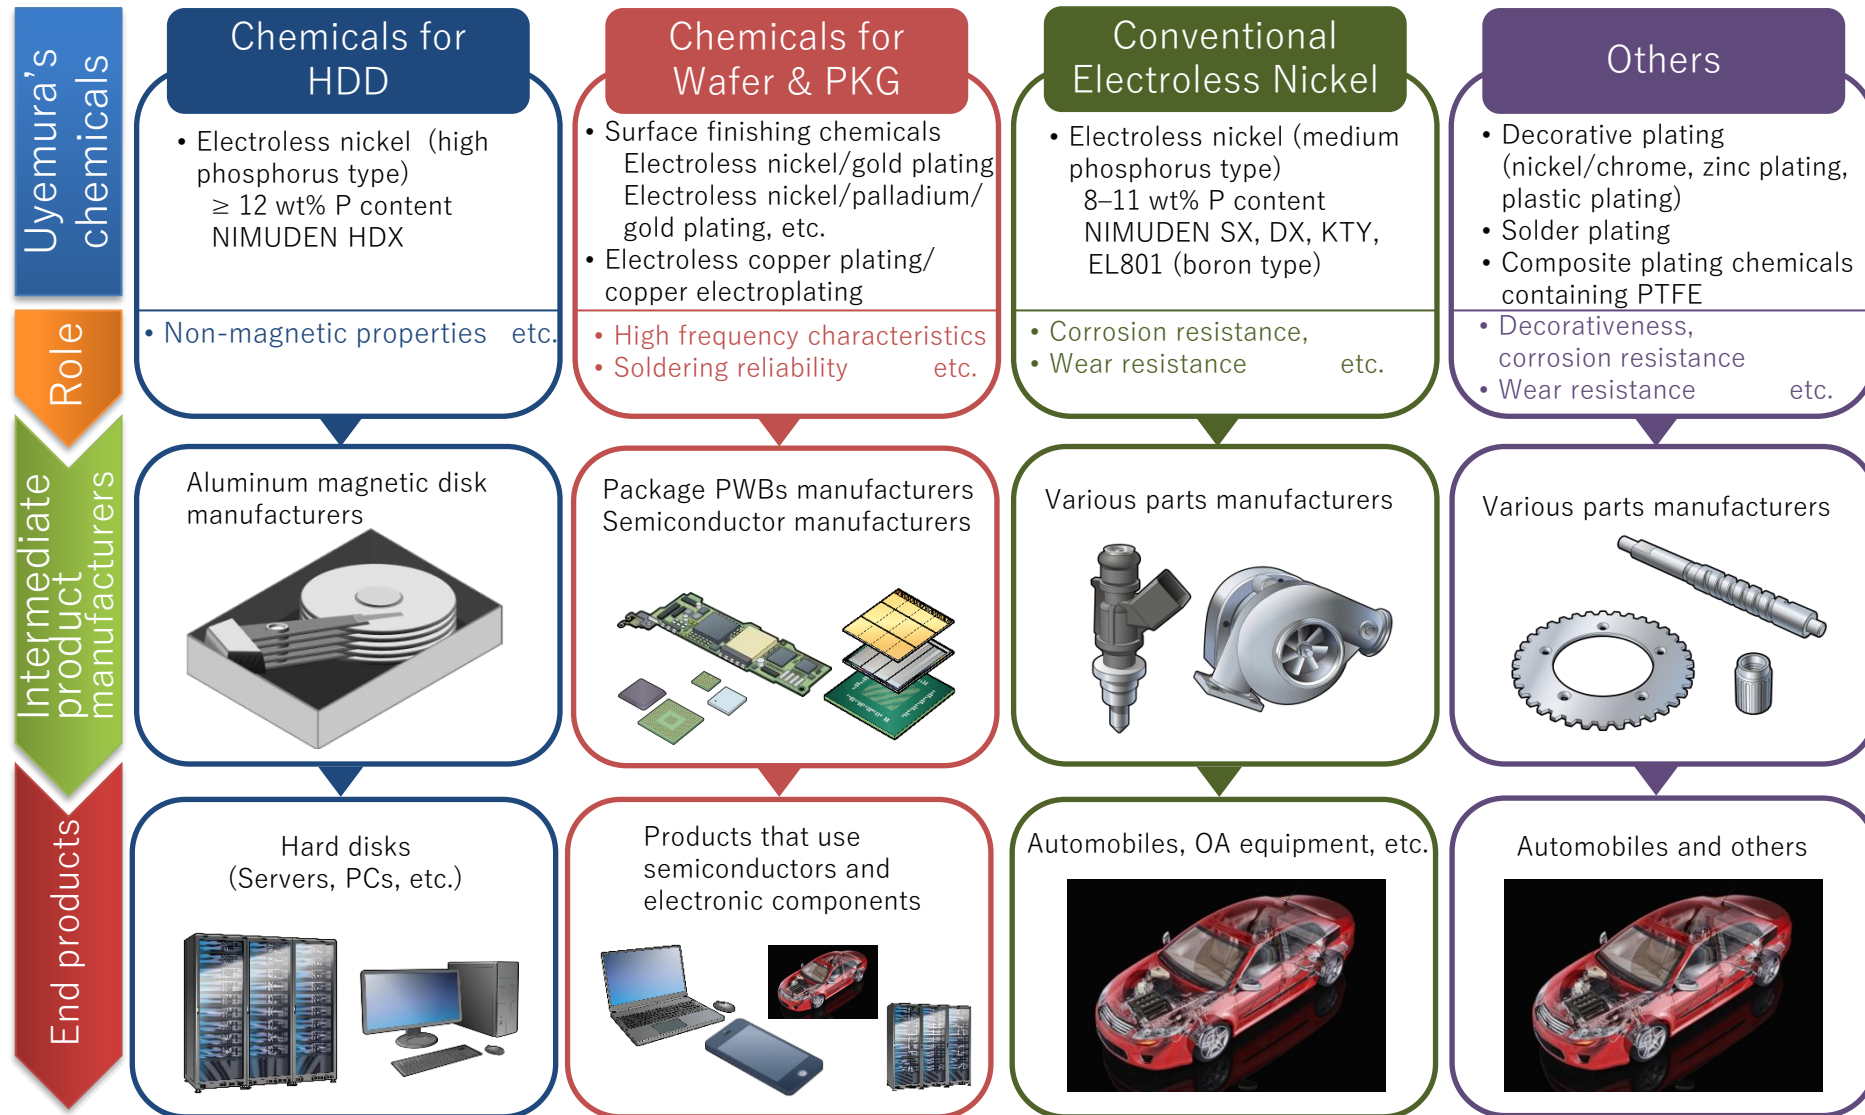 Uyemura's
chemicals
Chemicals for
HDD
• Electroless nickel (high
phosphorus type)
≥ 12 wt% P content
NIMUDEN HDX
Chemicals for
Wafer & PKG
• Surface finishing chemicals
Electroless nickel/gold plating
Electroless nickel/palladium/
gold plating, etc.
• Electroless copper plating/
copper electroplating
Conventional
Electroless Nickel
• Electroless nickel (medium
phosphorus type)
8–11 wt% P content
NIMUDEN SX, DX, KTY,
EL801 (boron type)
Others
• Decorative plating
(nickel/chrome, zinc plating,
plastic plating)
• Solder plating
• Composite plating chemicals
containing PTFE
Role
• Non-magnetic properties etc.
• High frequency characteristics
• Soldering reliability etc.
• Corrosion resistance,
• Wear resistance etc.
• Decorativeness,
corrosion resistance
• Wear resistance etc.
Intermediate
product
manufacturers
Aluminum magnetic disk
manufacturers
Package PWBs manufacturers
Semiconductor manufacturers
Various parts manufacturers
Various parts manufacturers
End products
Hard disks
(Servers, PCs, etc.)
Products that use
semiconductors and
electronic components
Automobiles, OA equipment, etc.
Automobiles and others